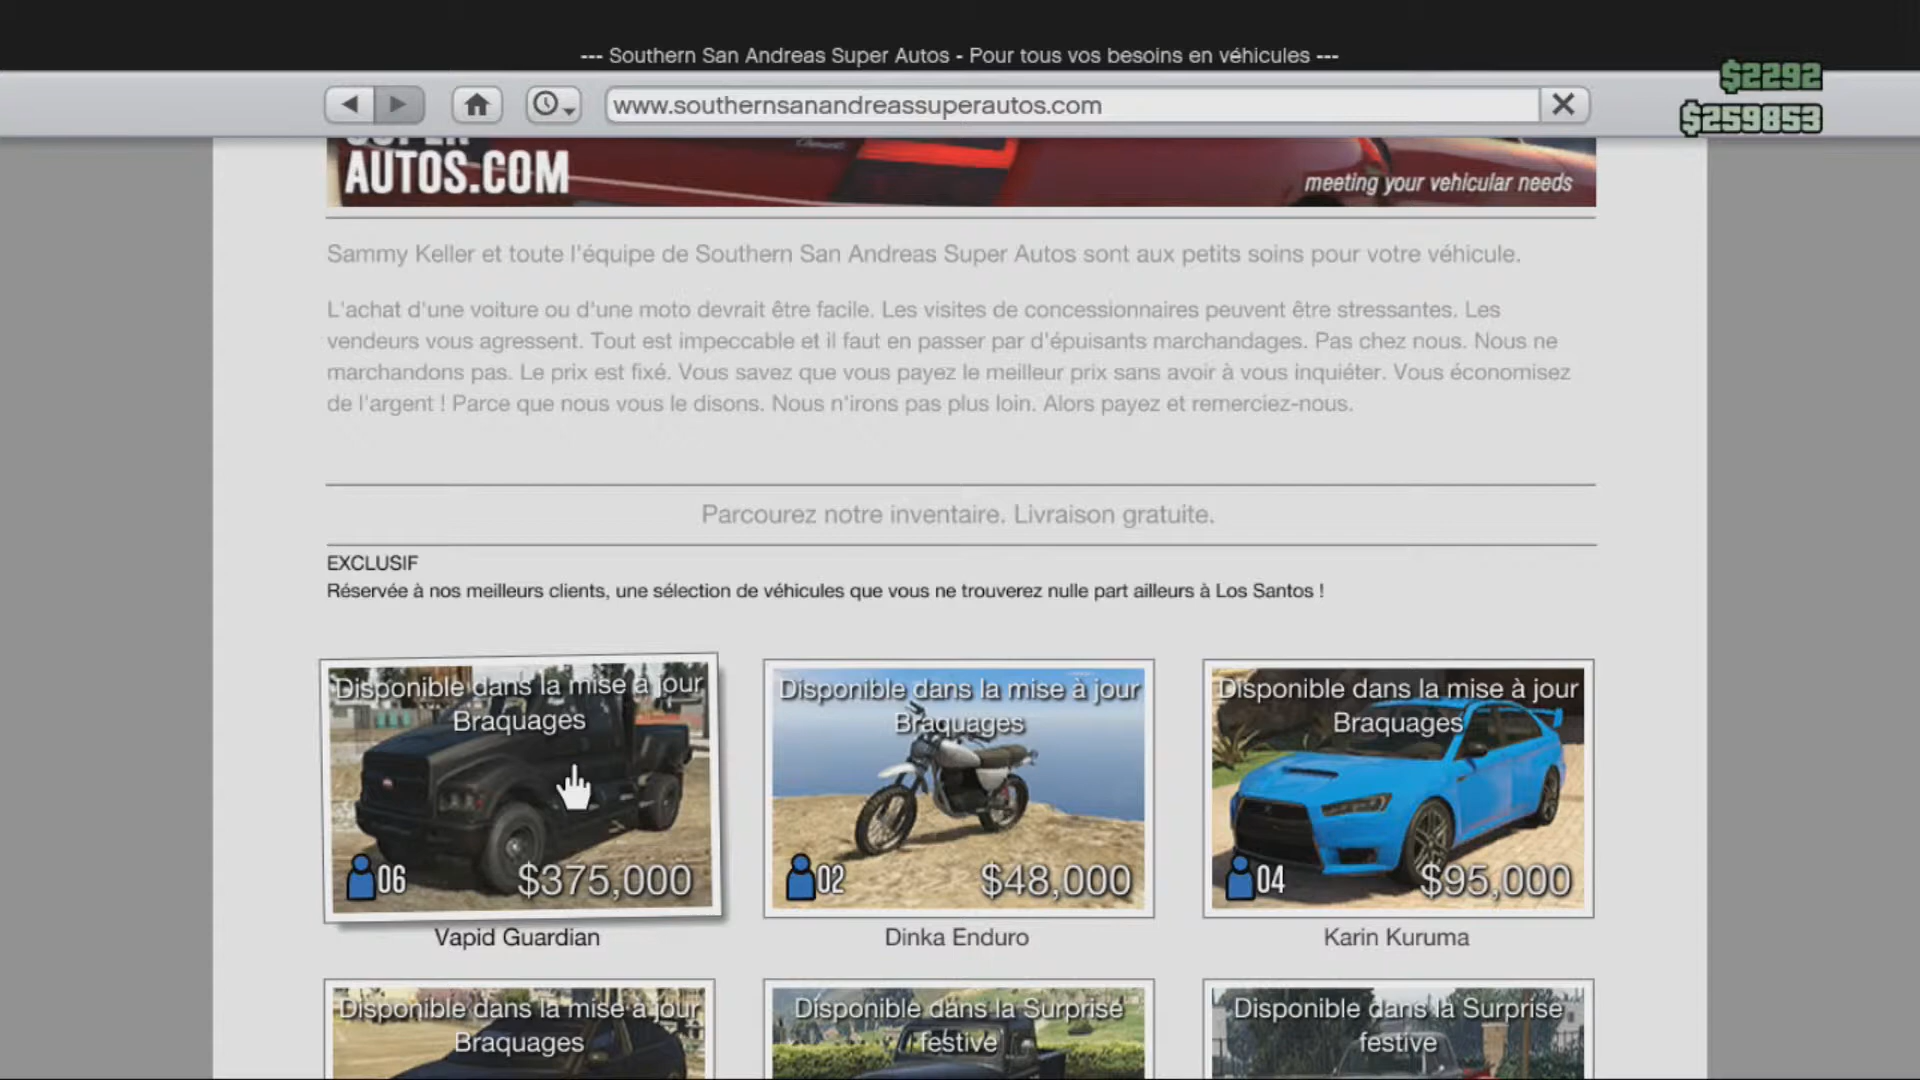 --- Southern San Andreas Super Autos - Pour tous vos besoins en véhicules ---
$2292
www.southernsanandreassuperautos.com
$259853
SUPER
AUTOS.COM
meeting your vehicular needs
Sammy Keller et toute l'équipe de Southern San Andreas Super Autos sont aux petits soins pour votre véhicule.
L'achat d'une voiture ou d'une moto devrait être facile. Les visites de concessionnaires peuvent être stressantes. Les
vendeurs vous agressent. Tout est impeccable et il faut en passer par d'épuisants marchandages. Pas chez nous. Nous ne
marchandons pas. Le prix est fixé. Vous savez que vous payez le meilleur prix sans avoir à vous inquiéter. Vous économisez
de l'argent ! Parce que nous vous le disons. Nous n'irons pas plus loin. Alors payez et remerciez-nous.
Parcourez notre inventaire. Livraison gratuite.
EXCLUSIF
Réservée à nos meilleurs clients, une sélection de véhicules que vous ne trouverez nulle part ailleurs à Los Santos !
Disponible dans la mise à jour
Braquages
06
$375,000
Vapid Guardian
Disponible dans la mise à jour
Braquages
02
$48,000
Dinka Enduro
Disponible dans la mise à jour
Braquages
04
$95,000
Karin Kuruma
Disponible dans la mise à jour
Braquages
Disponible dans la Surprise
festive
Disponible dans la Surprise
festive